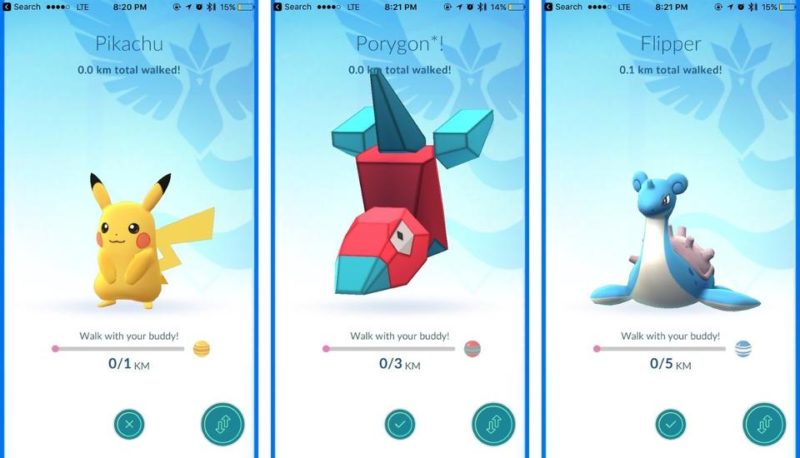 Search LTE 8:20 PM 15%
Pikachu
0.0 km total walked!
Walk with your buddy!
0/1 KM
Search LTE 8:21 PM 14%
Porygon*!
0.0 km total walked!
Walk with your buddy!
0/3 KM
Search LTE 8:21 PM 15%
Flipper
0.1 km total walked!
Walk with your buddy!
0/5 KM